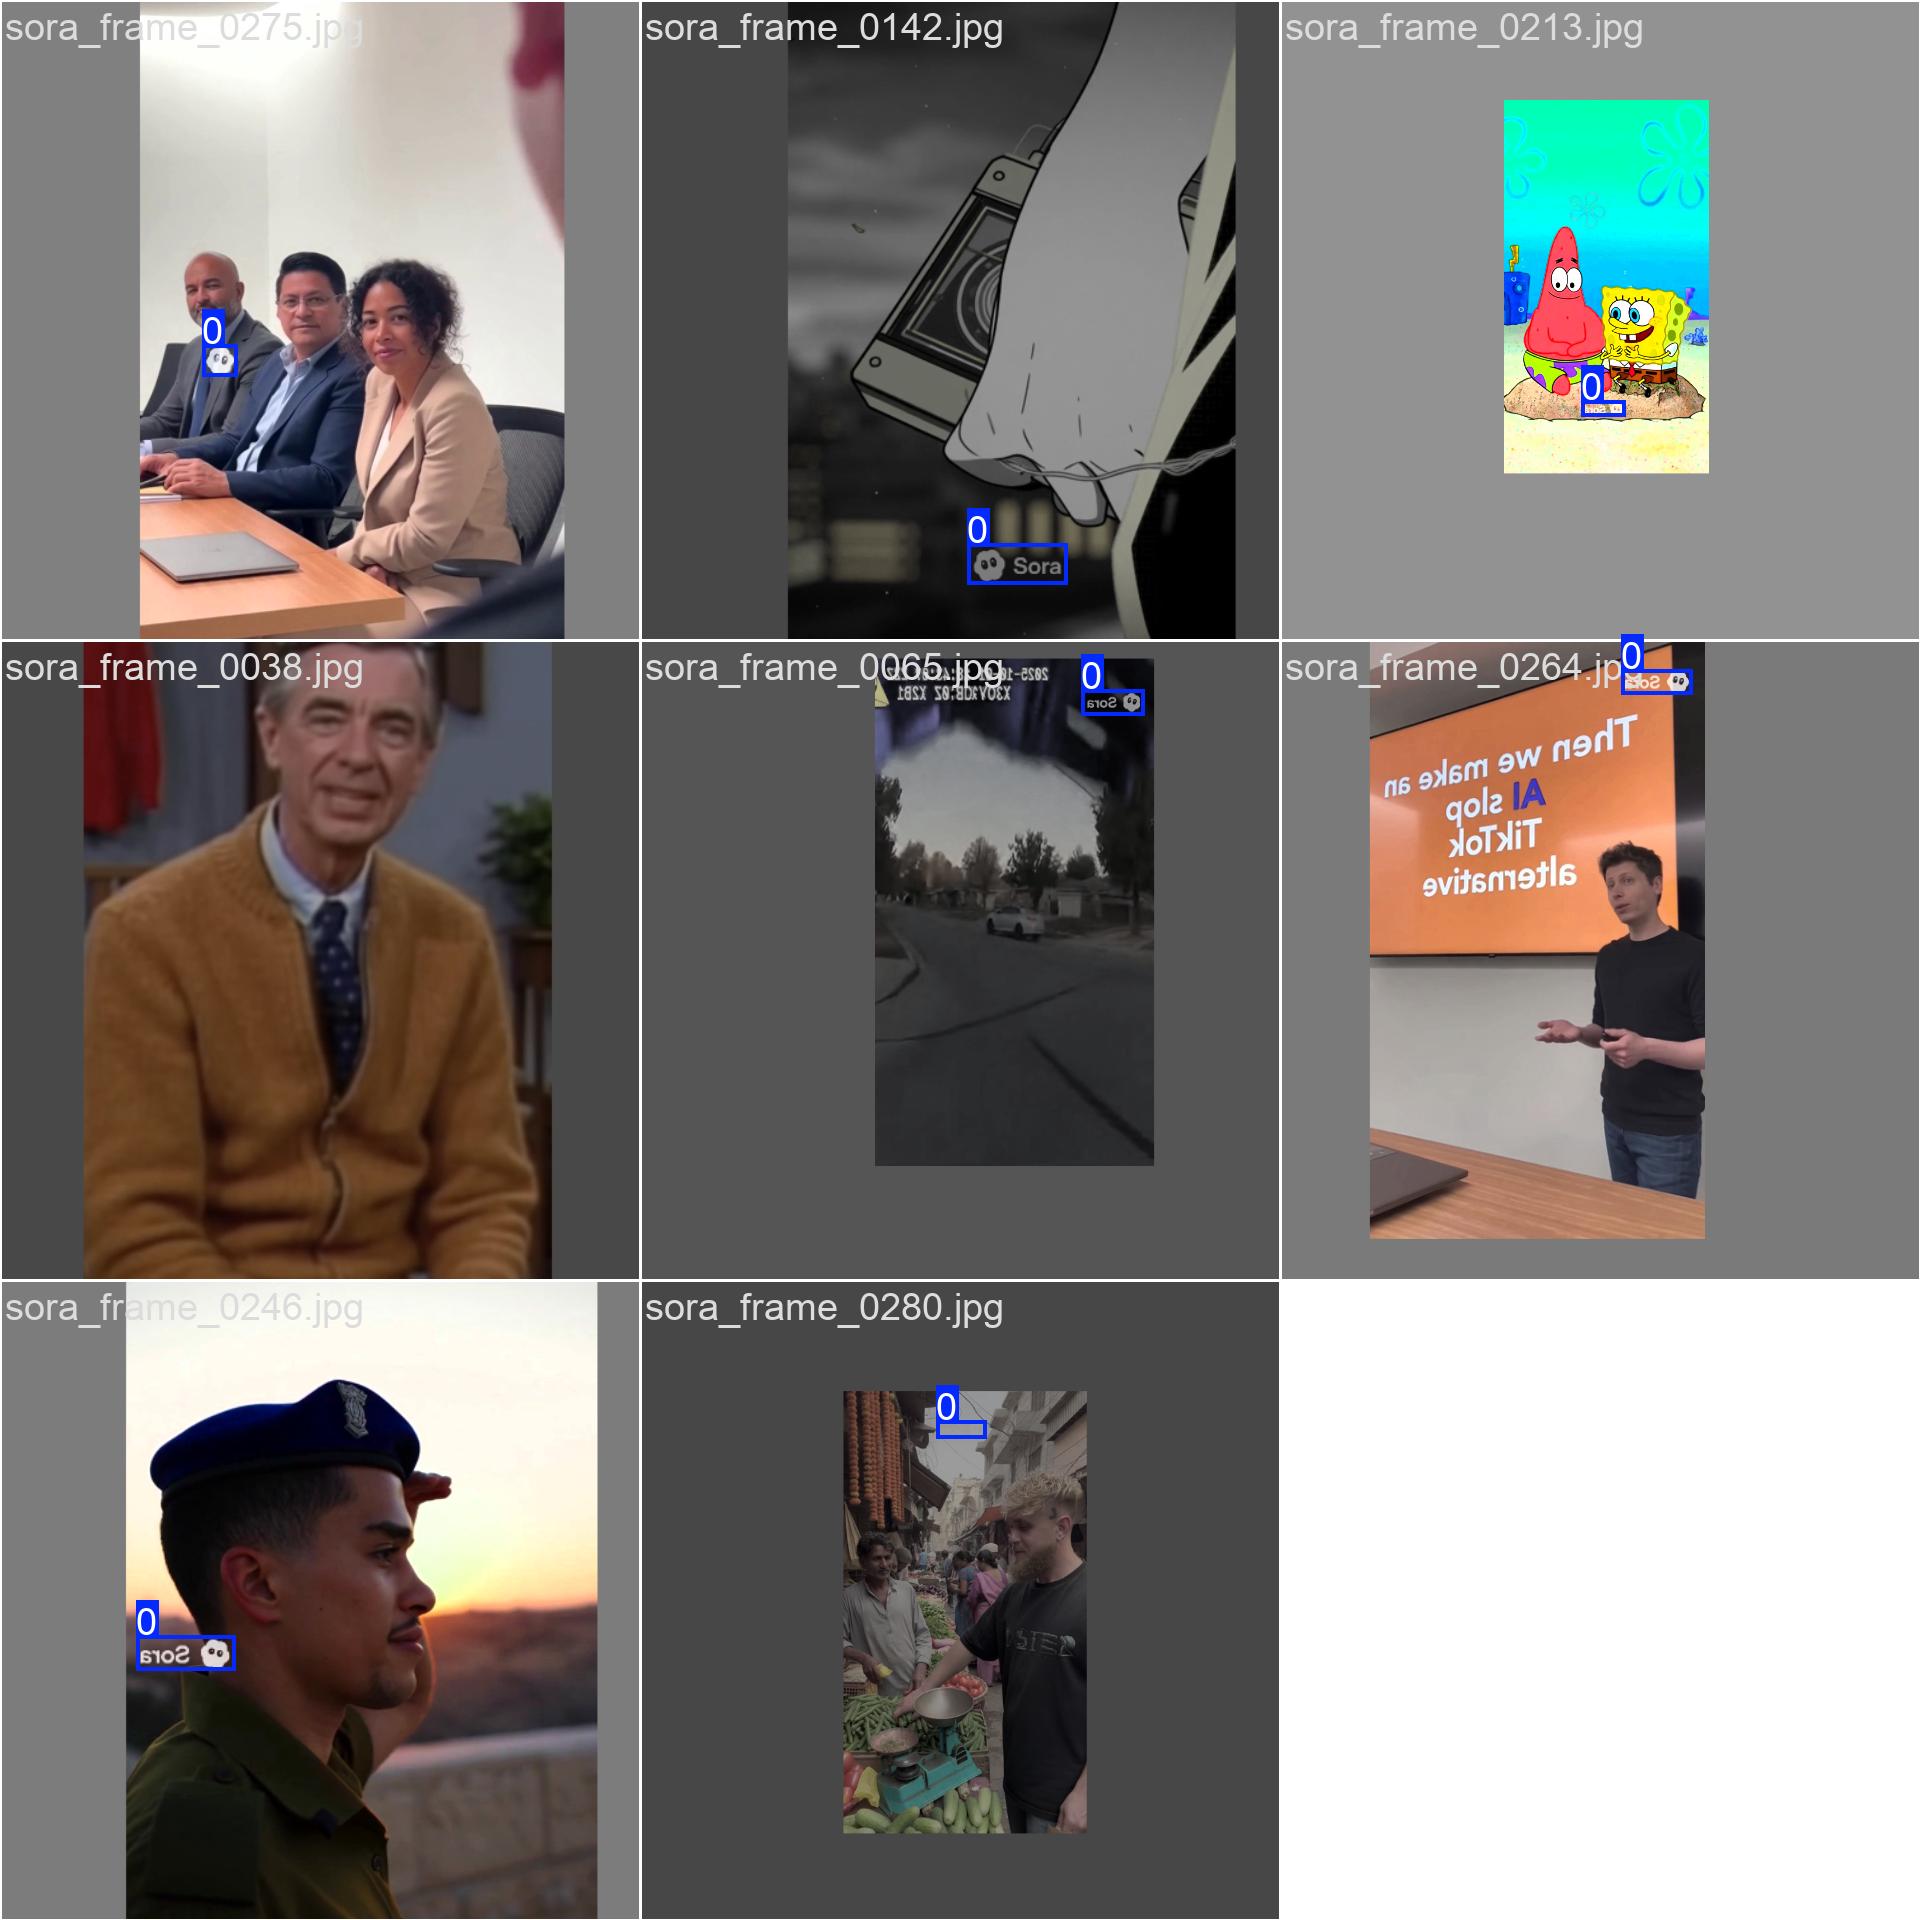 sora_frame_0275.jpg
sora_frame_0142.jpg
sora_frame_0213.jpg
0
0
Sora
0
sora_frame_0038.jpg
sora_frame_0065.jpg
0
Sora
sora_frame_0264.jp
0
Sora
Then we make an
AI slop
TikTok
alternative
sora_frame_0246.jpg
0
Sora
sora_frame_0280.jpg
0